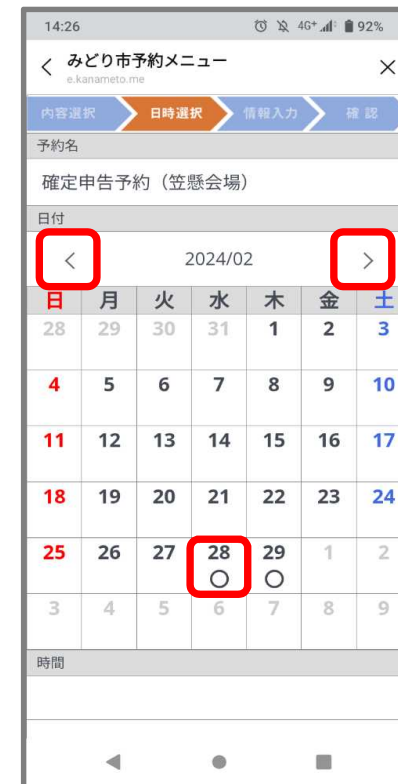 14:26 4G+ 92%
みどり市予約メニュー
e.kanameto.me
内容選択 日時選択 情報入力 確認
予約名
確定申告予約（笠懸会場）
日付
2024/02
日 月 火 水 木 金 土
28 29 30 31 1 2 3
4 5 6 7 8 9 10
11 12 13 14 15 16 17
18 19 20 21 22 23 24
25 26 27 28 29 1 2
3 4 5 6 7 8 9
時間